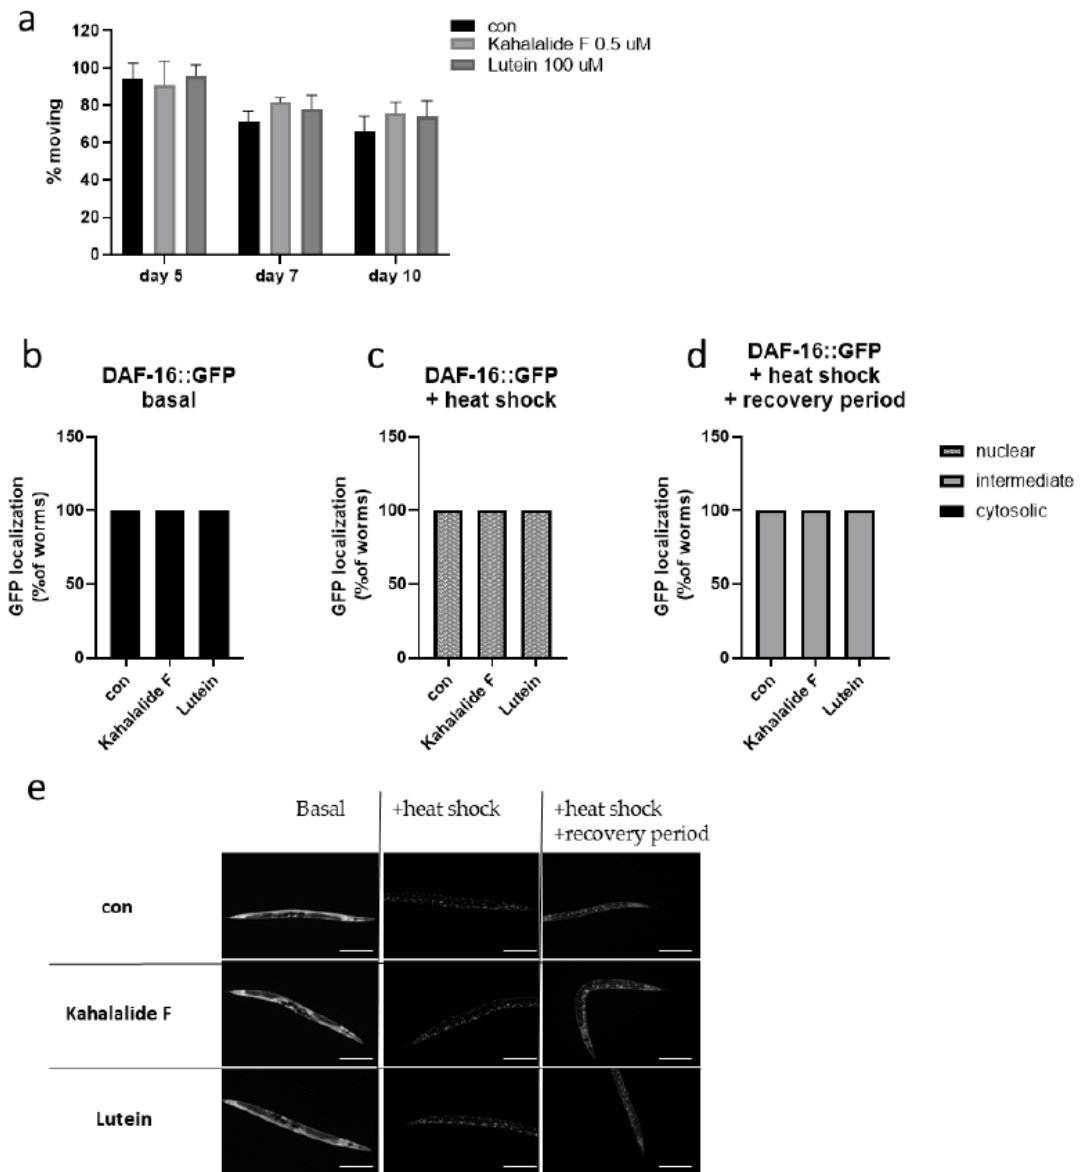 a
con
Kahalalide F 0.5 uM
Lutein 100 uM
% moving
120
100
80
60
40
20
0
day 5 day 7 day 10
b
DAF-16::GFP
basal
GFP localization
(%of worms)
150
100
50
0
con Kahalalide F Lutein
c
DAF-16::GFP
+ heat shock
GFP localization
(%of worms)
150
100
50
0
con Kahalalide F Lutein
d
DAF-16::GFP
+ heat shock
+ recovery period
GFP localization
(%of worms)
150
100
50
0
con Kahalalide F Lutein
nuclear
intermediate
cytosolic
e
Basal +heat shock +heat shock
+recovery period
con
Kahalalide F
Lutein